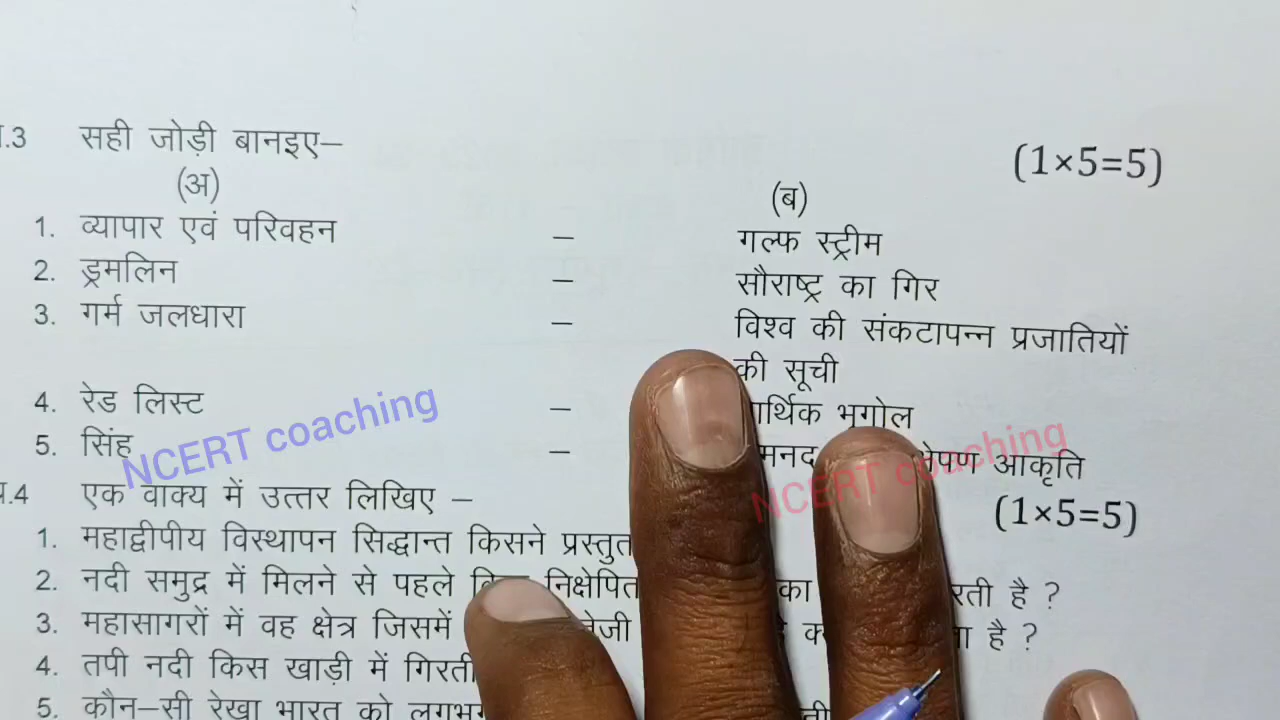 .3 सही जोड़ी बानइए–
(1×5=5)
(अ) (ब)
1. व्यापार एवं परिवहन – गल्फ स्ट्रीम
2. ड्रमलिन – सौराष्ट्र का गिर
3. गर्म जलधारा – विश्व की संकटापन्न प्रजातियों
की सूची
4. रेड लिस्ट – भूगोल
5. सिंह – आकृति
NCERT coaching
NCERT coaching
.4 एक वाक्य में उत्तर लिखिए – (1×5=5)
1. महाद्वीपीय विस्थापन सिद्धान्त किसने प्रस्तुत
2. नदी समुद्र में मिलने से पहले निक्षेपित का है ?
3. महासागरों में वह क्षेत्र जिसमें है ?
4. तपी नदी किस खाड़ी में गिरती
5. कौन–सी रेखा भारत को